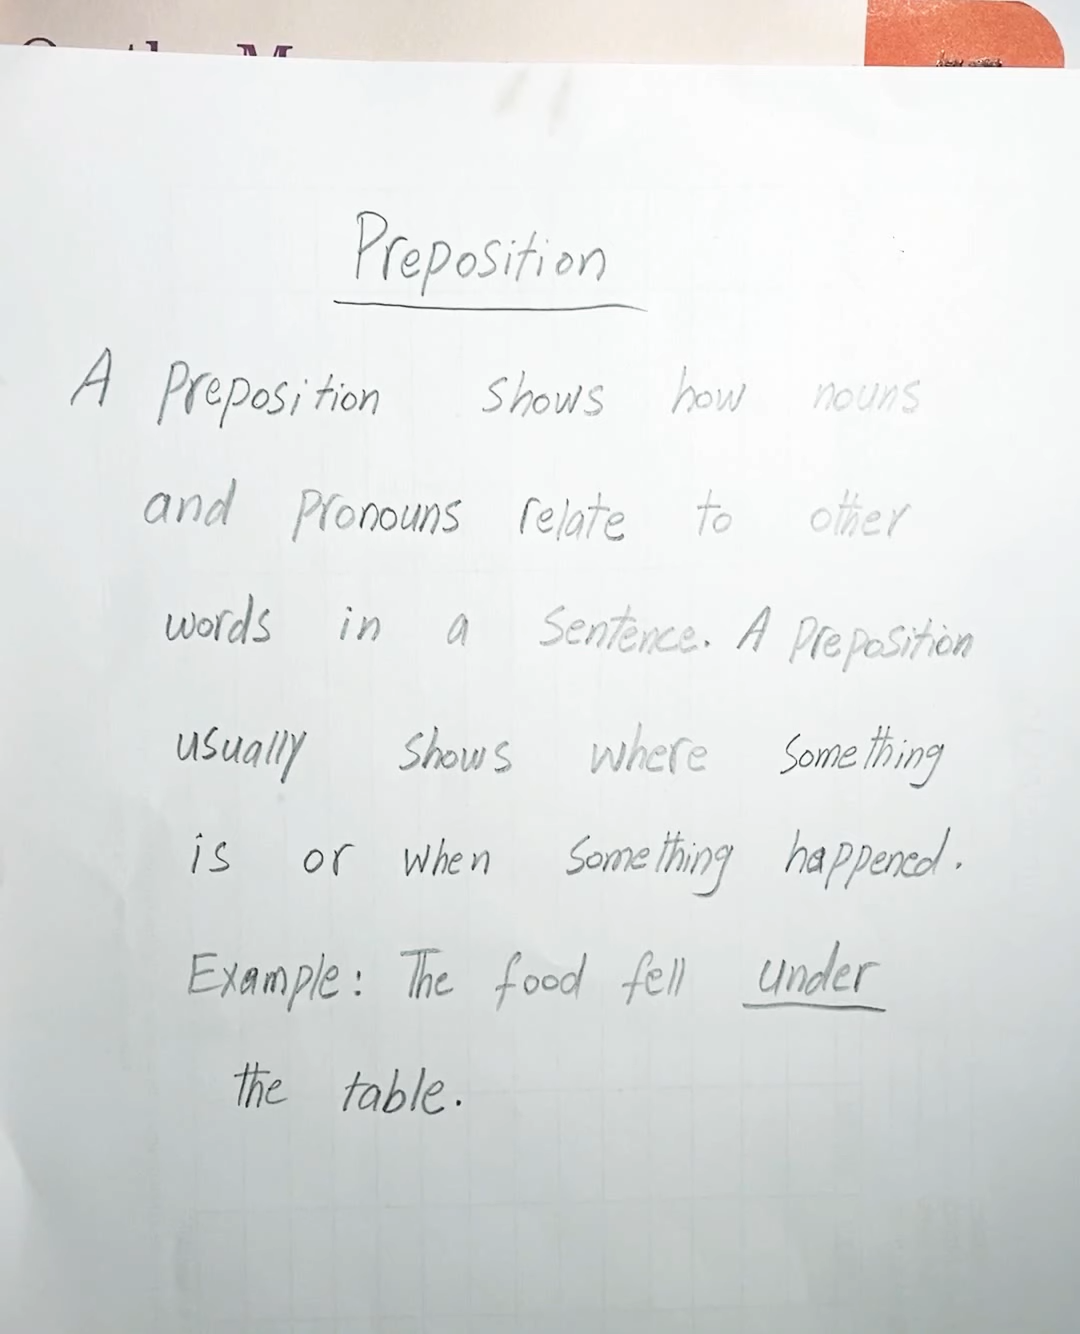 Preposition
A preposition shows how nouns
and pronouns relate to other
words in a sentence. A preposition
usually shows where something
is or when something happened.
Example: The food fell under
the table.